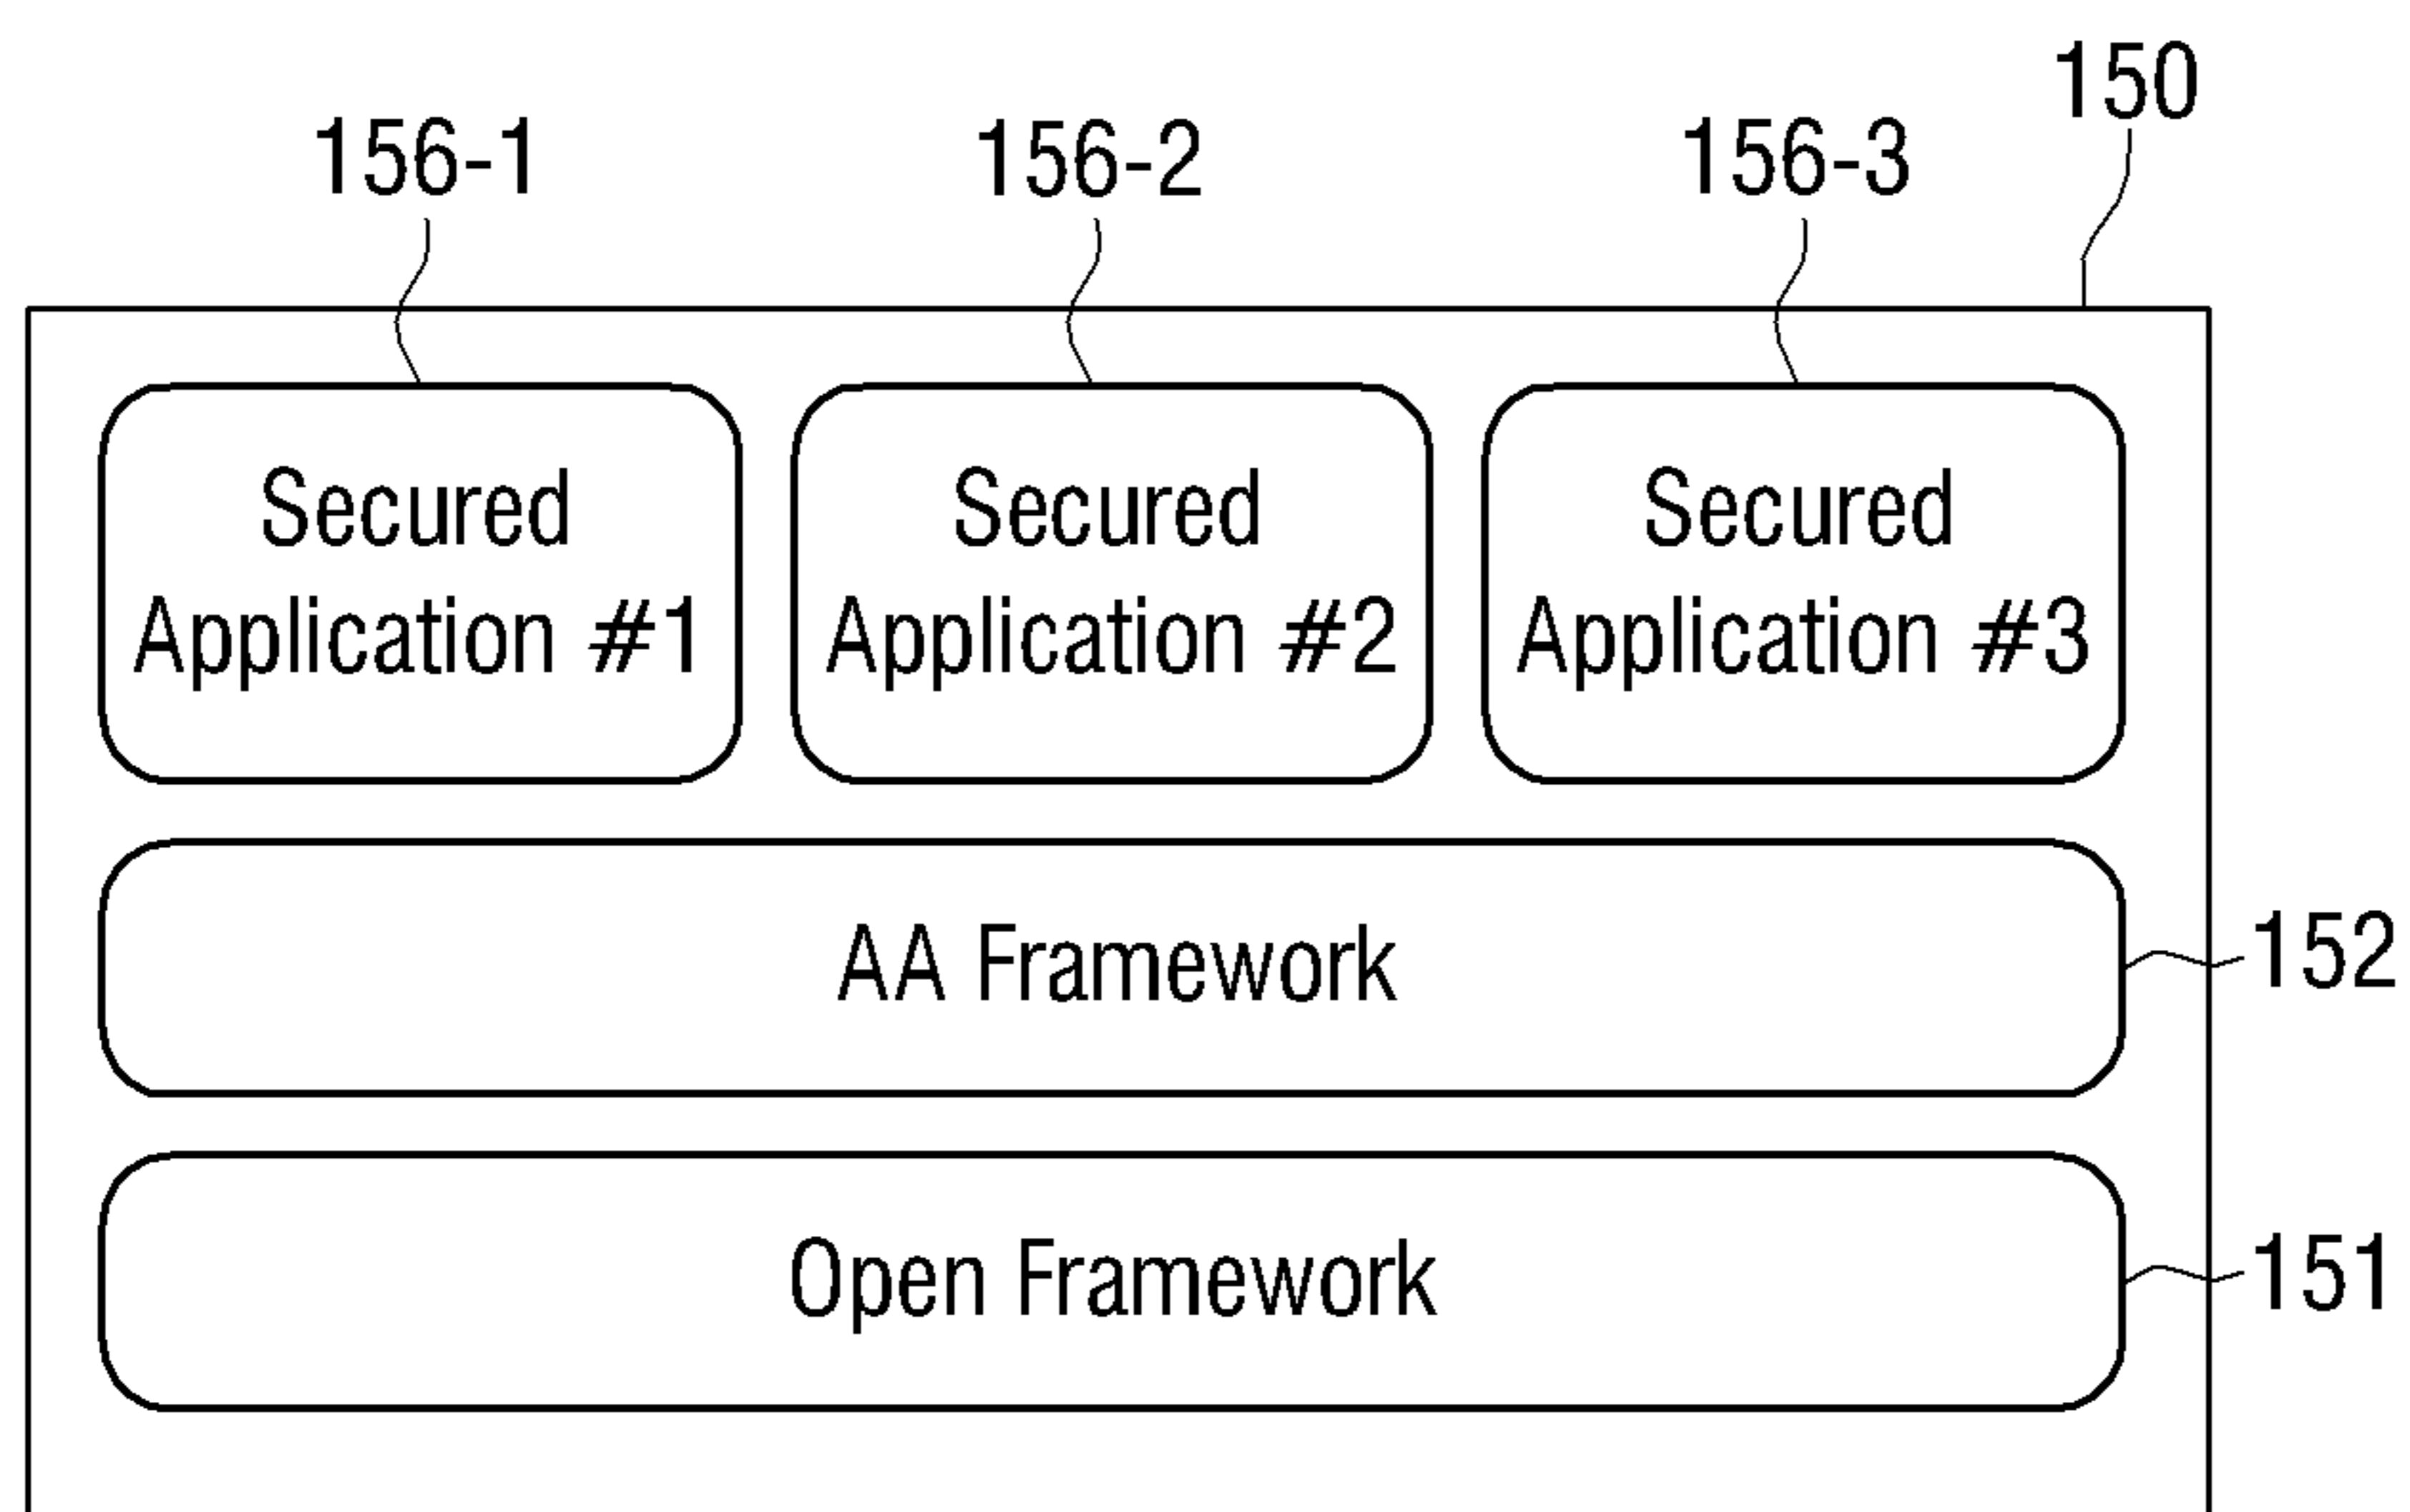 150
156-1 156-2 156-3
Secured Secured Secured
Application #1 Application #2 Application #3
AA Framework 152
Open Framework 151